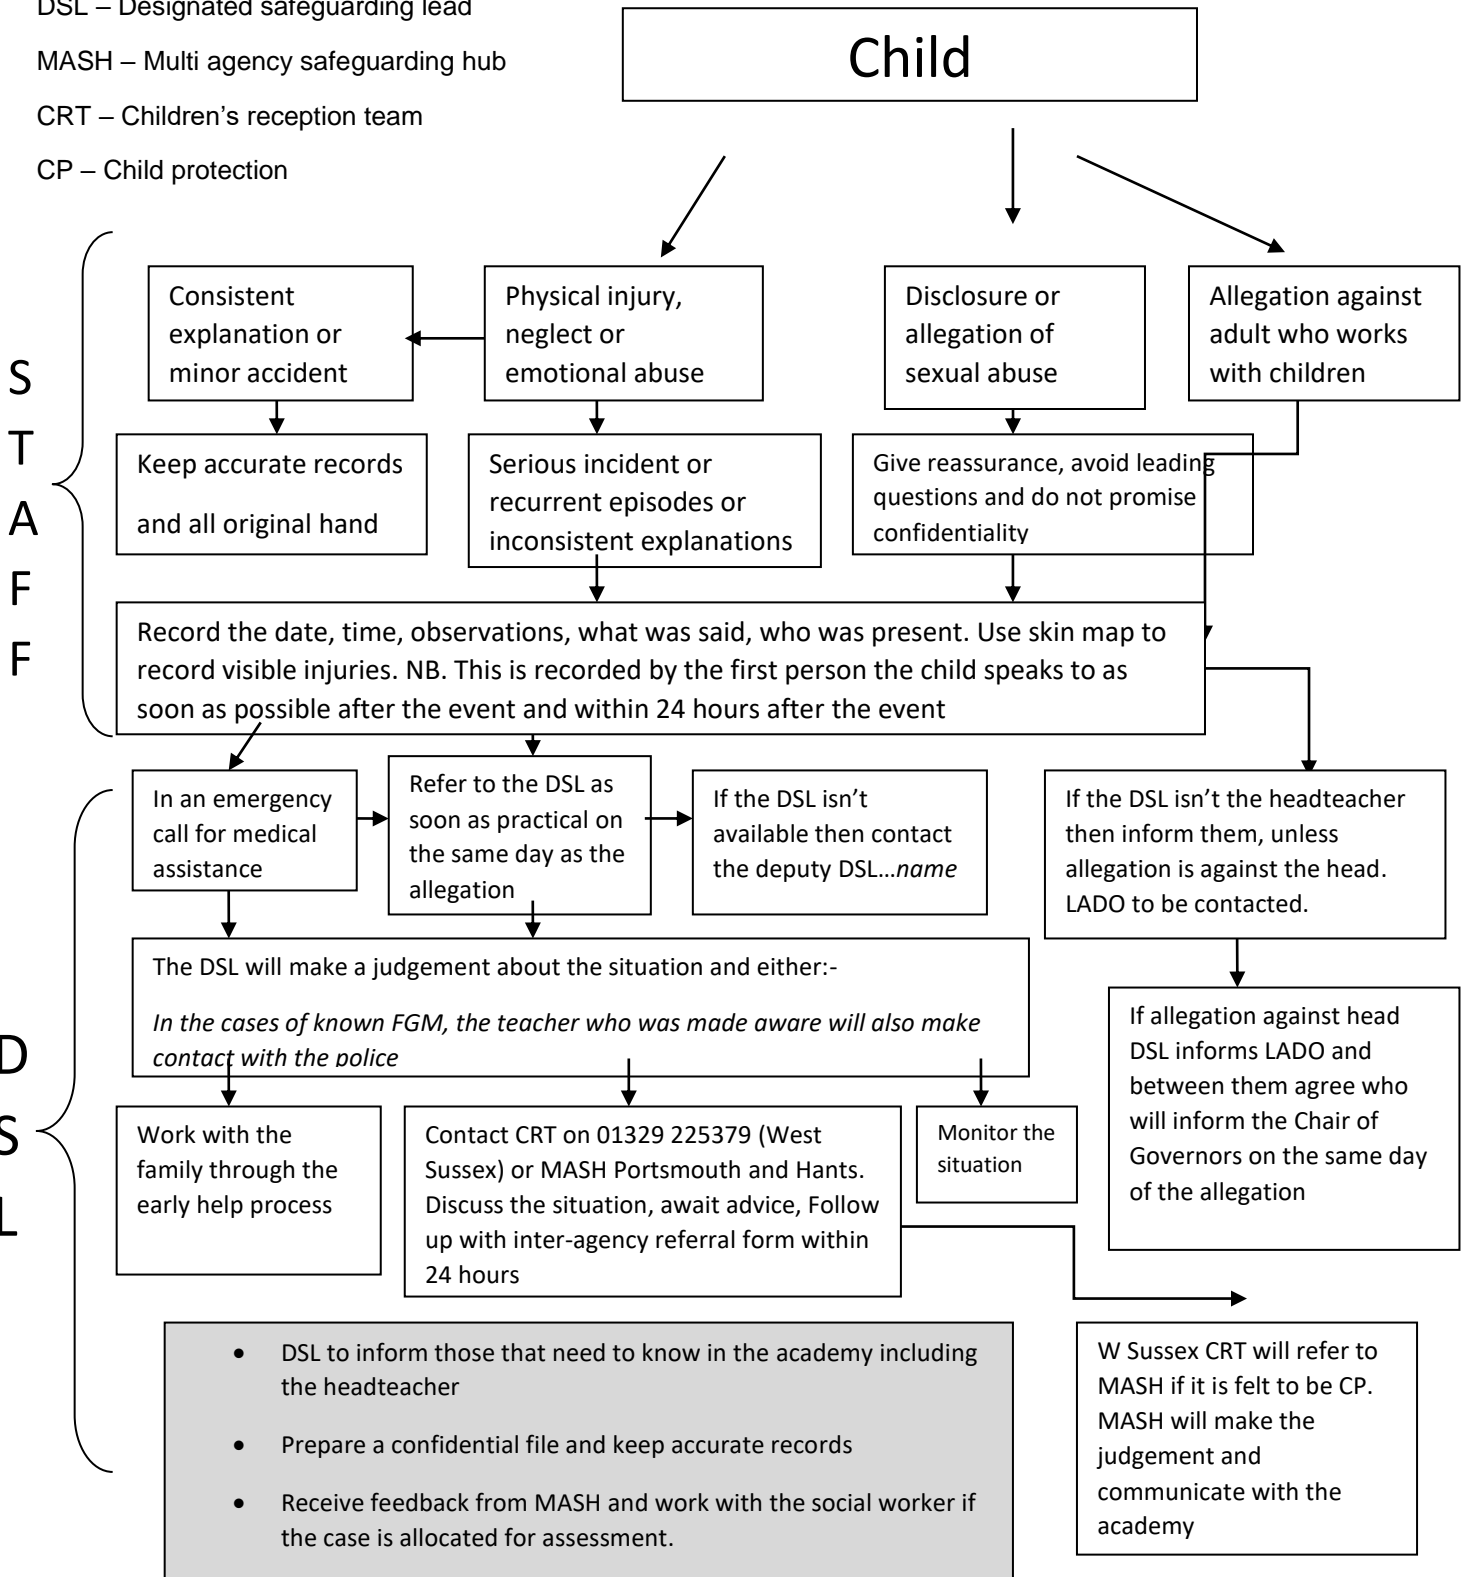 DSL – Designated safeguarding lead
MASH – Multi agency safeguarding hub
CRT – Children's reception team
CP – Child protection
Child
S
T
A
F
F
Consistent
explanation or
minor accident
Physical injury,
neglect or
emotional abuse
Disclosure or
allegation of
sexual abuse
Allegation against
adult who works
with children
Keep accurate records
and all original hand
Serious incident or
recurrent episodes or
inconsistent explanations
Give reassurance, avoid leading
questions and do not promise
confidentiality
Record the date, time, observations, what was said, who was present. Use skin map to
record visible injuries. NB. This is recorded by the first person the child speaks to as
soon as possible after the event and within 24 hours after the event
D
S
L
In an emergency
call for medical
assistance
Refer to the DSL as
soon as practical on
the same day as the
allegation
If the DSL isn't
available then contact
the deputy DSL…name
If the DSL isn't the headteacher
then inform them, unless
allegation is against the head.
LADO to be contacted.
The DSL will make a judgement about the situation and either:-
In the cases of known FGM, the teacher who was made aware will also make
contact with the police
If allegation against head
DSL informs LADO and
between them agree who
will inform the Chair of
Governors on the same day
of the allegation
Work with the
family through the
early help process
Contact CRT on 01329 225379 (West
Sussex) or MASH Portsmouth and Hants.
Discuss the situation, await advice, Follow
up with inter-agency referral form within
24 hours
Monitor the
situation
• DSL to inform those that need to know in the academy including
the headteacher
• Prepare a confidential file and keep accurate records
• Receive feedback from MASH and work with the social worker if
the case is allocated for assessment.
W Sussex CRT will refer to
MASH if it is felt to be CP.
MASH will make the
judgement and
communicate with the
academy